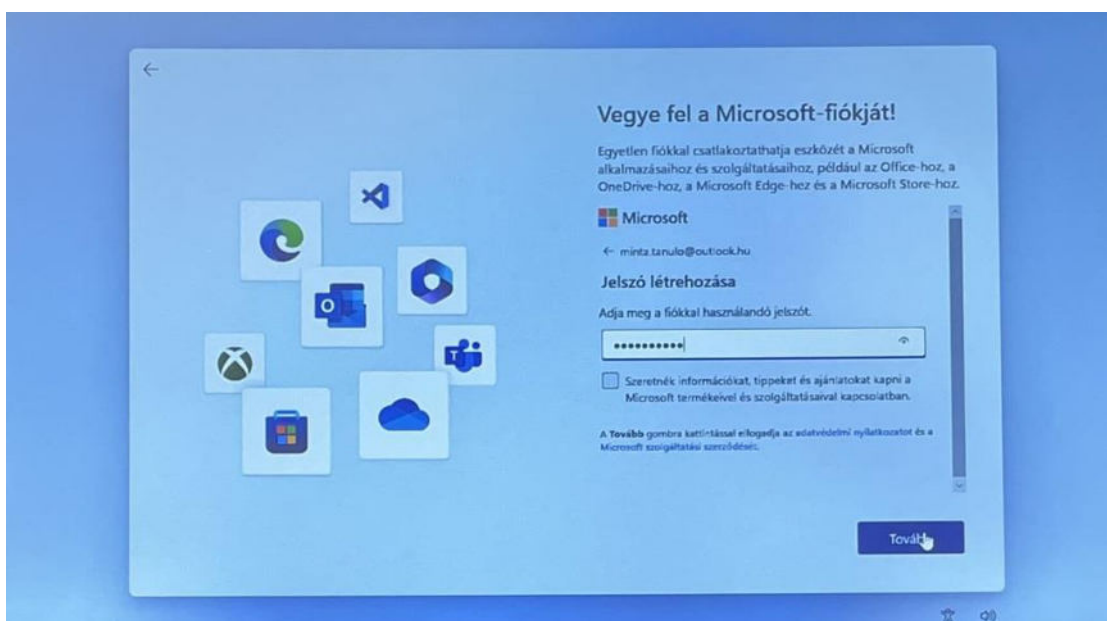 Vegye fel a Microsoft-fiókját!
Egyetlen fiókkal csatlakoztathatja eszközét a Microsoft
alkalmazásaihoz és szolgáltatásaihoz, például az Office-hoz, a
OneDrive-hoz, a Microsoft Edge-hez és a Microsoft Store-hoz.
Microsoft
← minta.tanulo@outlook.hu
Jelszó létrehozása
Adja meg a fiókkal használandó jelszót.
••••••••••
Szeretnék információkat, tippeket és ajánlatokat kapni a
Microsoft termékeivel és szolgáltatásaival kapcsolatban.
A Tovább gombra kattintással elfogadja az adatvédelmi nyilatkozatot és a
Microsoft szolgáltatási szerződését.
Tovább